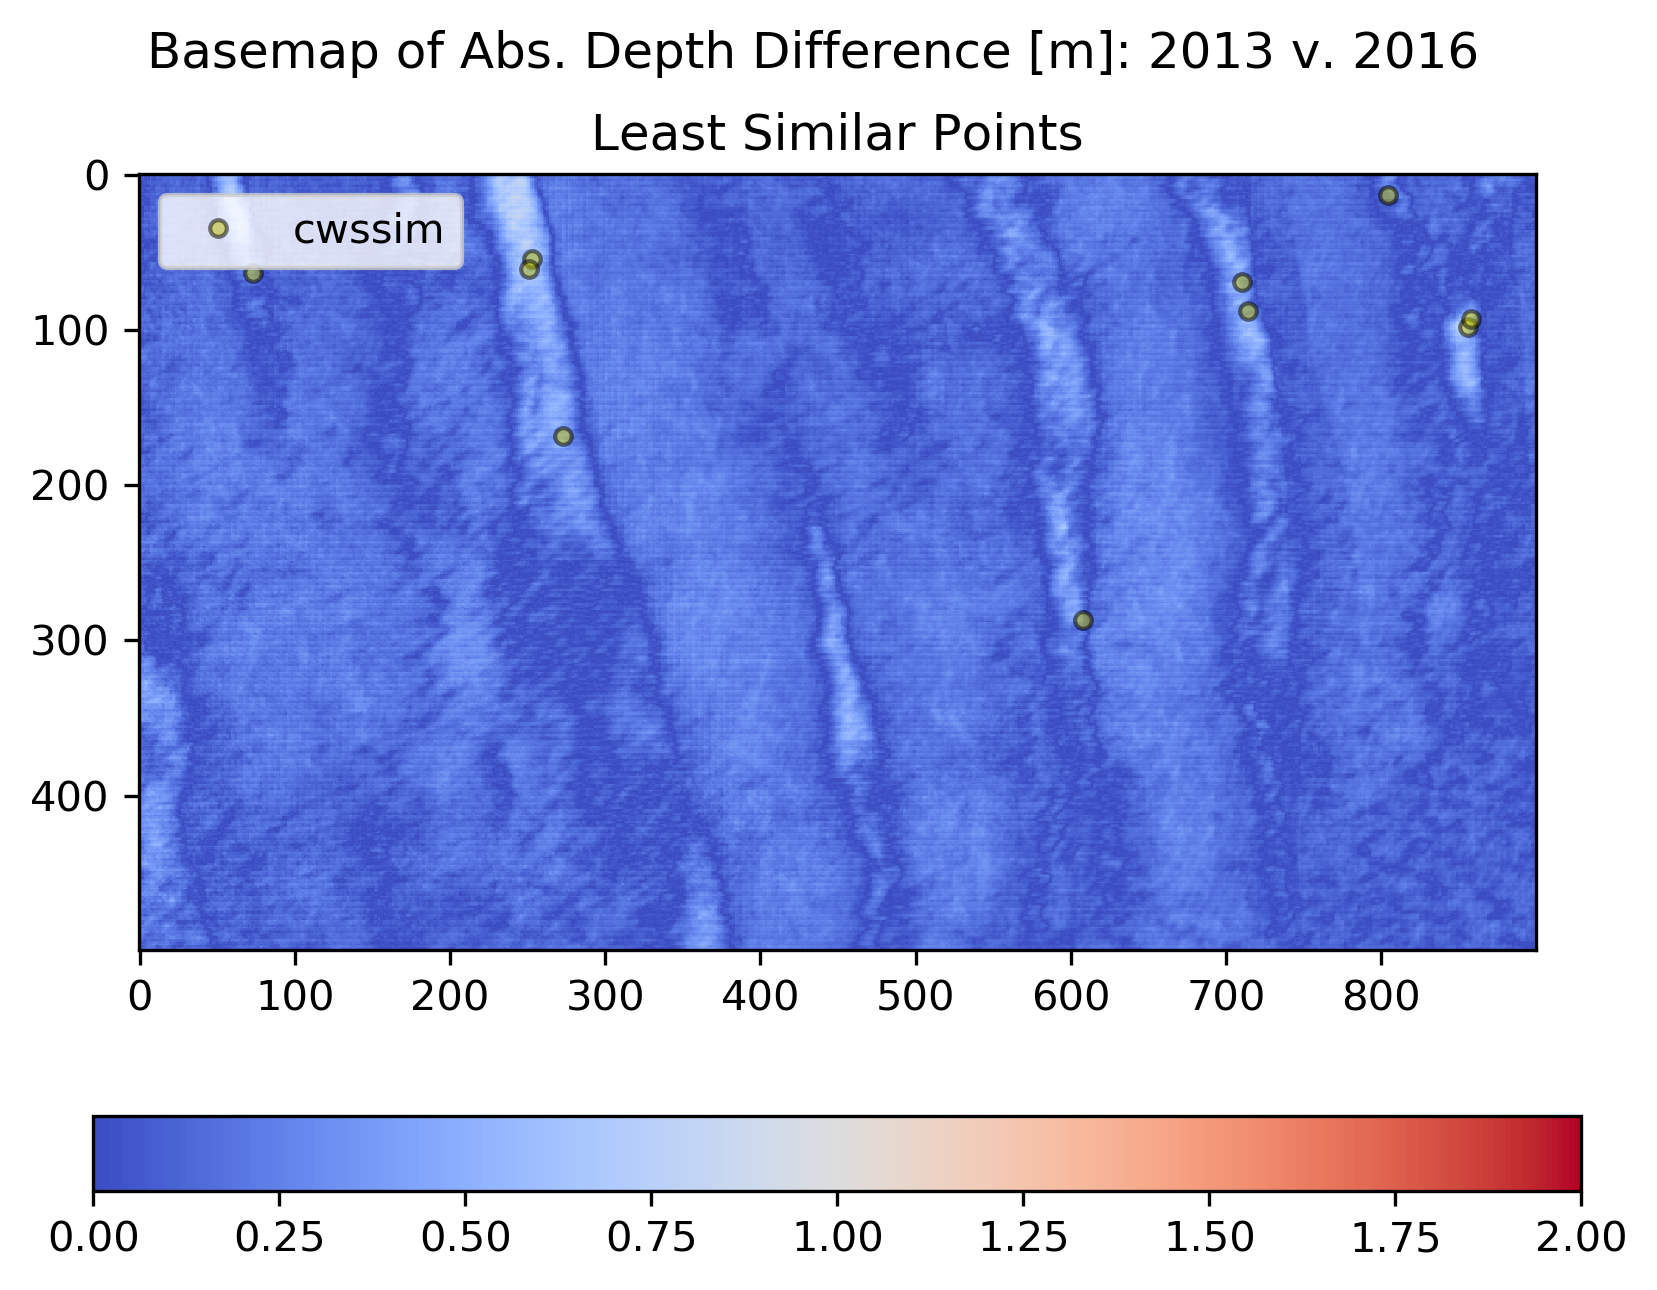 Basemap of Abs. Depth Difference [m]: 2013 v. 2016
Least Similar Points
cwssim
0
100
200
300
400
0 100 200 300 400 500 600 700 800
0.00 0.25 0.50 0.75 1.00 1.25 1.50 1.75 2.00